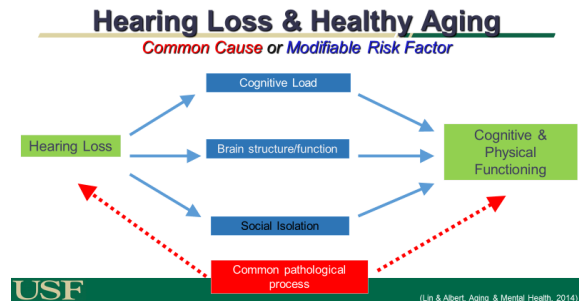 Hearing Loss & Healthy Aging
Common Cause or Modifiable Risk Factor
Cognitive Load
Hearing Loss
Brain structure/function
Cognitive &
Physical
Functioning
Social Isolation
Common pathological
process
USF
(Lin & Albert, Aging & Mental Health, 2014)